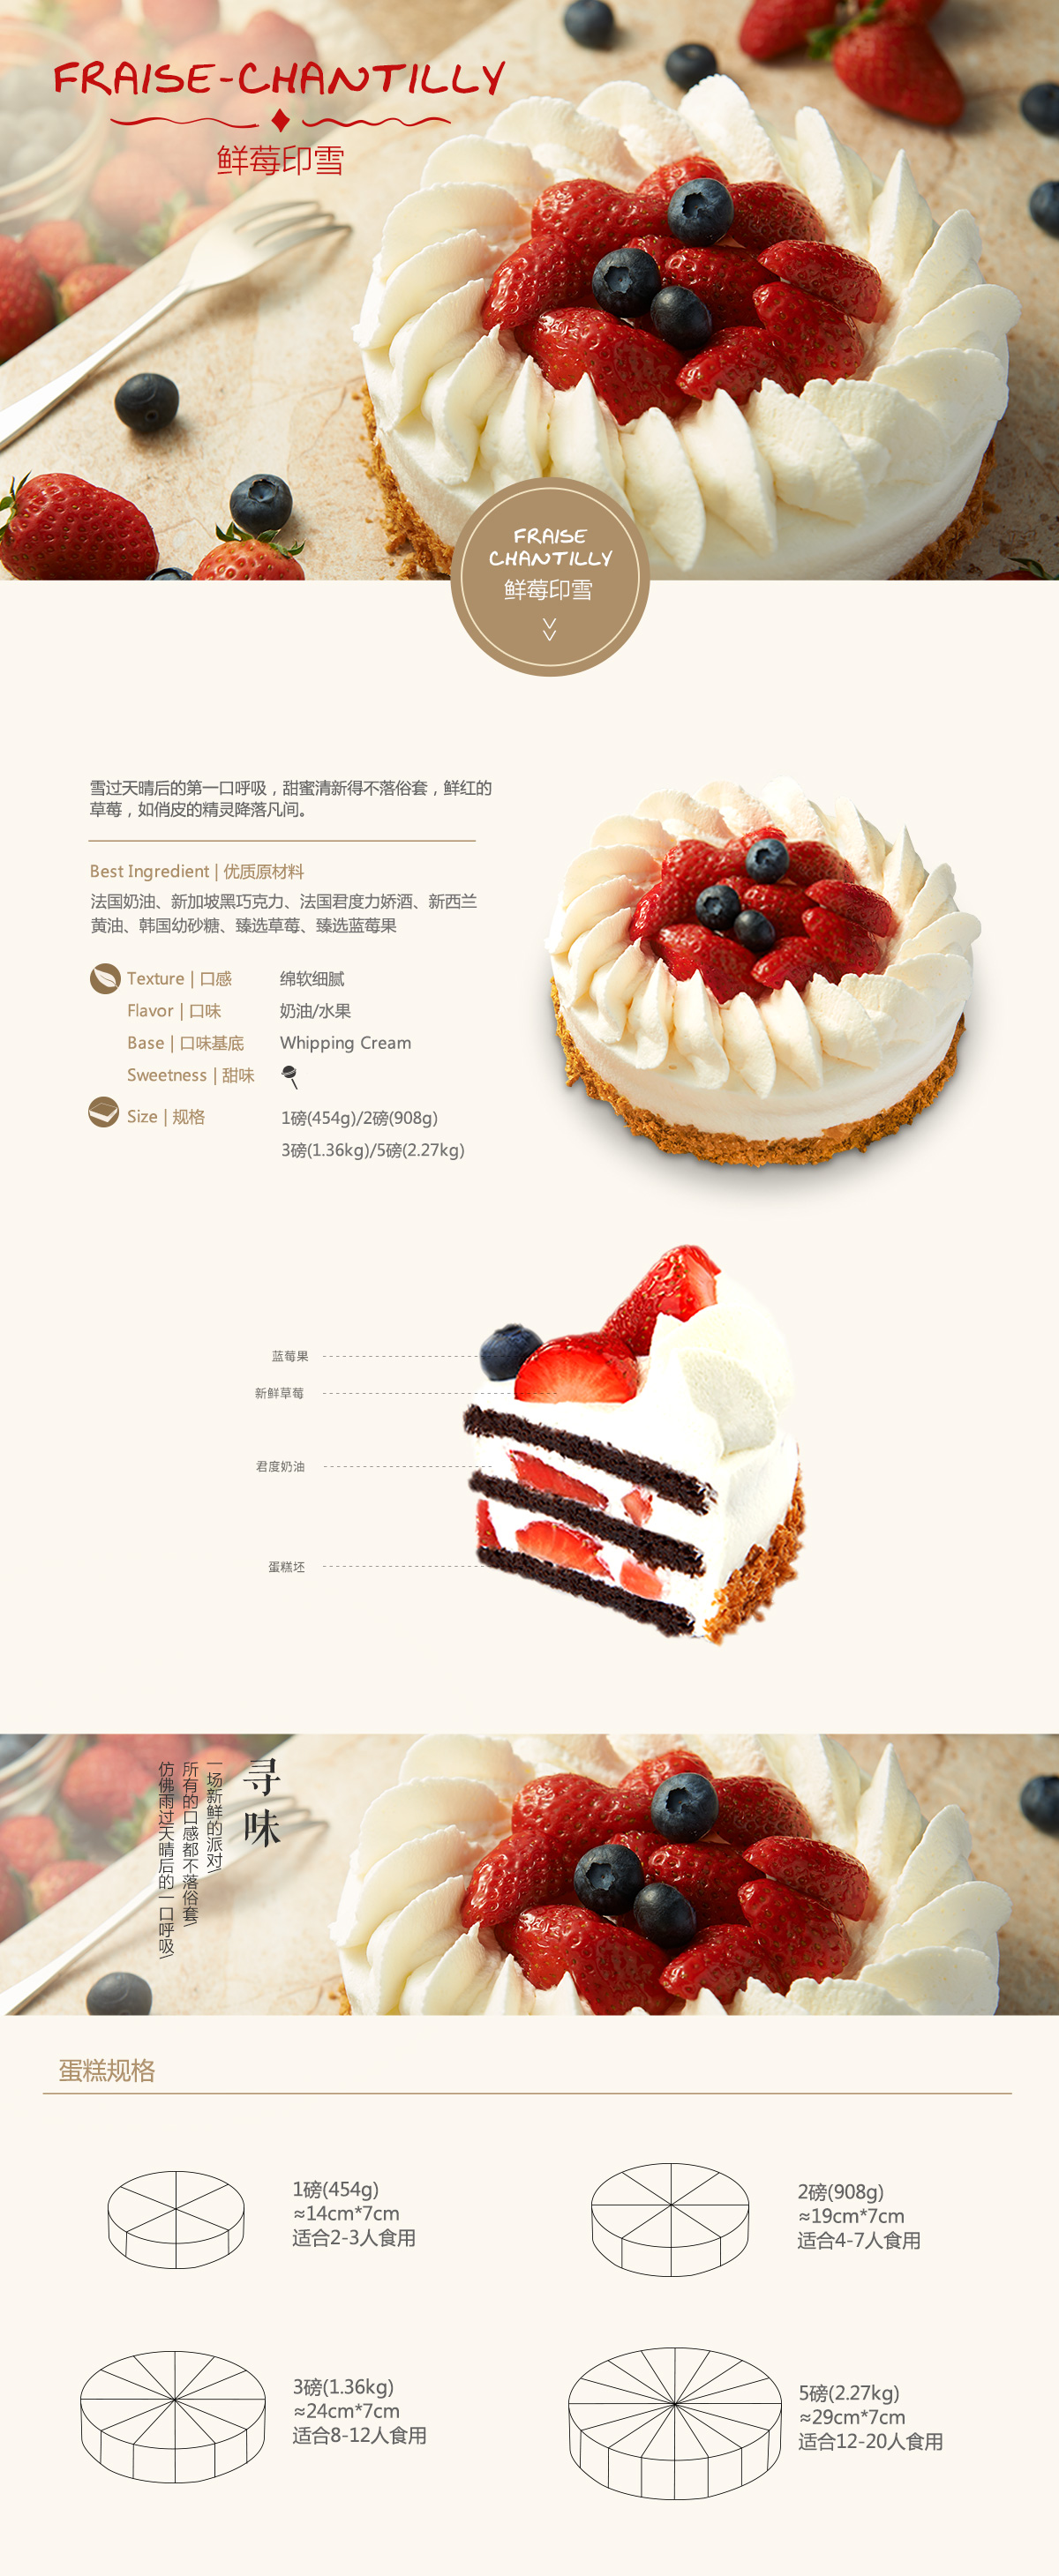 FRAISE-CHANTILLY
鲜莓印雪
FRAISE
CHANTILLY
鲜莓印雪
雪过天晴后的第一口呼吸，甜蜜清新得不落俗套，鲜红的
草莓，如俏皮的精灵降落凡间。
Best Ingredient | 优质原材料
法国奶油、新加坡黑巧克力、法国君度力娇酒、新西兰
黄油、韩国幼砂糖、臻选草莓、臻选蓝莓果
Texture | 口感 绵软细腻
Flavor | 口味 奶油/水果
Base | 口味基底 Whipping Cream
Sweetness | 甜味
Size | 规格 1磅(454g)/2磅(908g)
3磅(1.36kg)/5磅(2.27kg)
蓝莓果
新鲜草莓
君度奶油
蛋糕坯
寻味
一场新鲜的派对/
所有的口感都不落俗套/
仿佛雨过天晴后的一口呼吸/
蛋糕规格
1磅(454g)
≈14cm*7cm
适合2-3人食用
2磅(908g)
≈19cm*7cm
适合4-7人食用
3磅(1.36kg)
≈24cm*7cm
适合8-12人食用
5磅(2.27kg)
≈29cm*7cm
适合12-20人食用